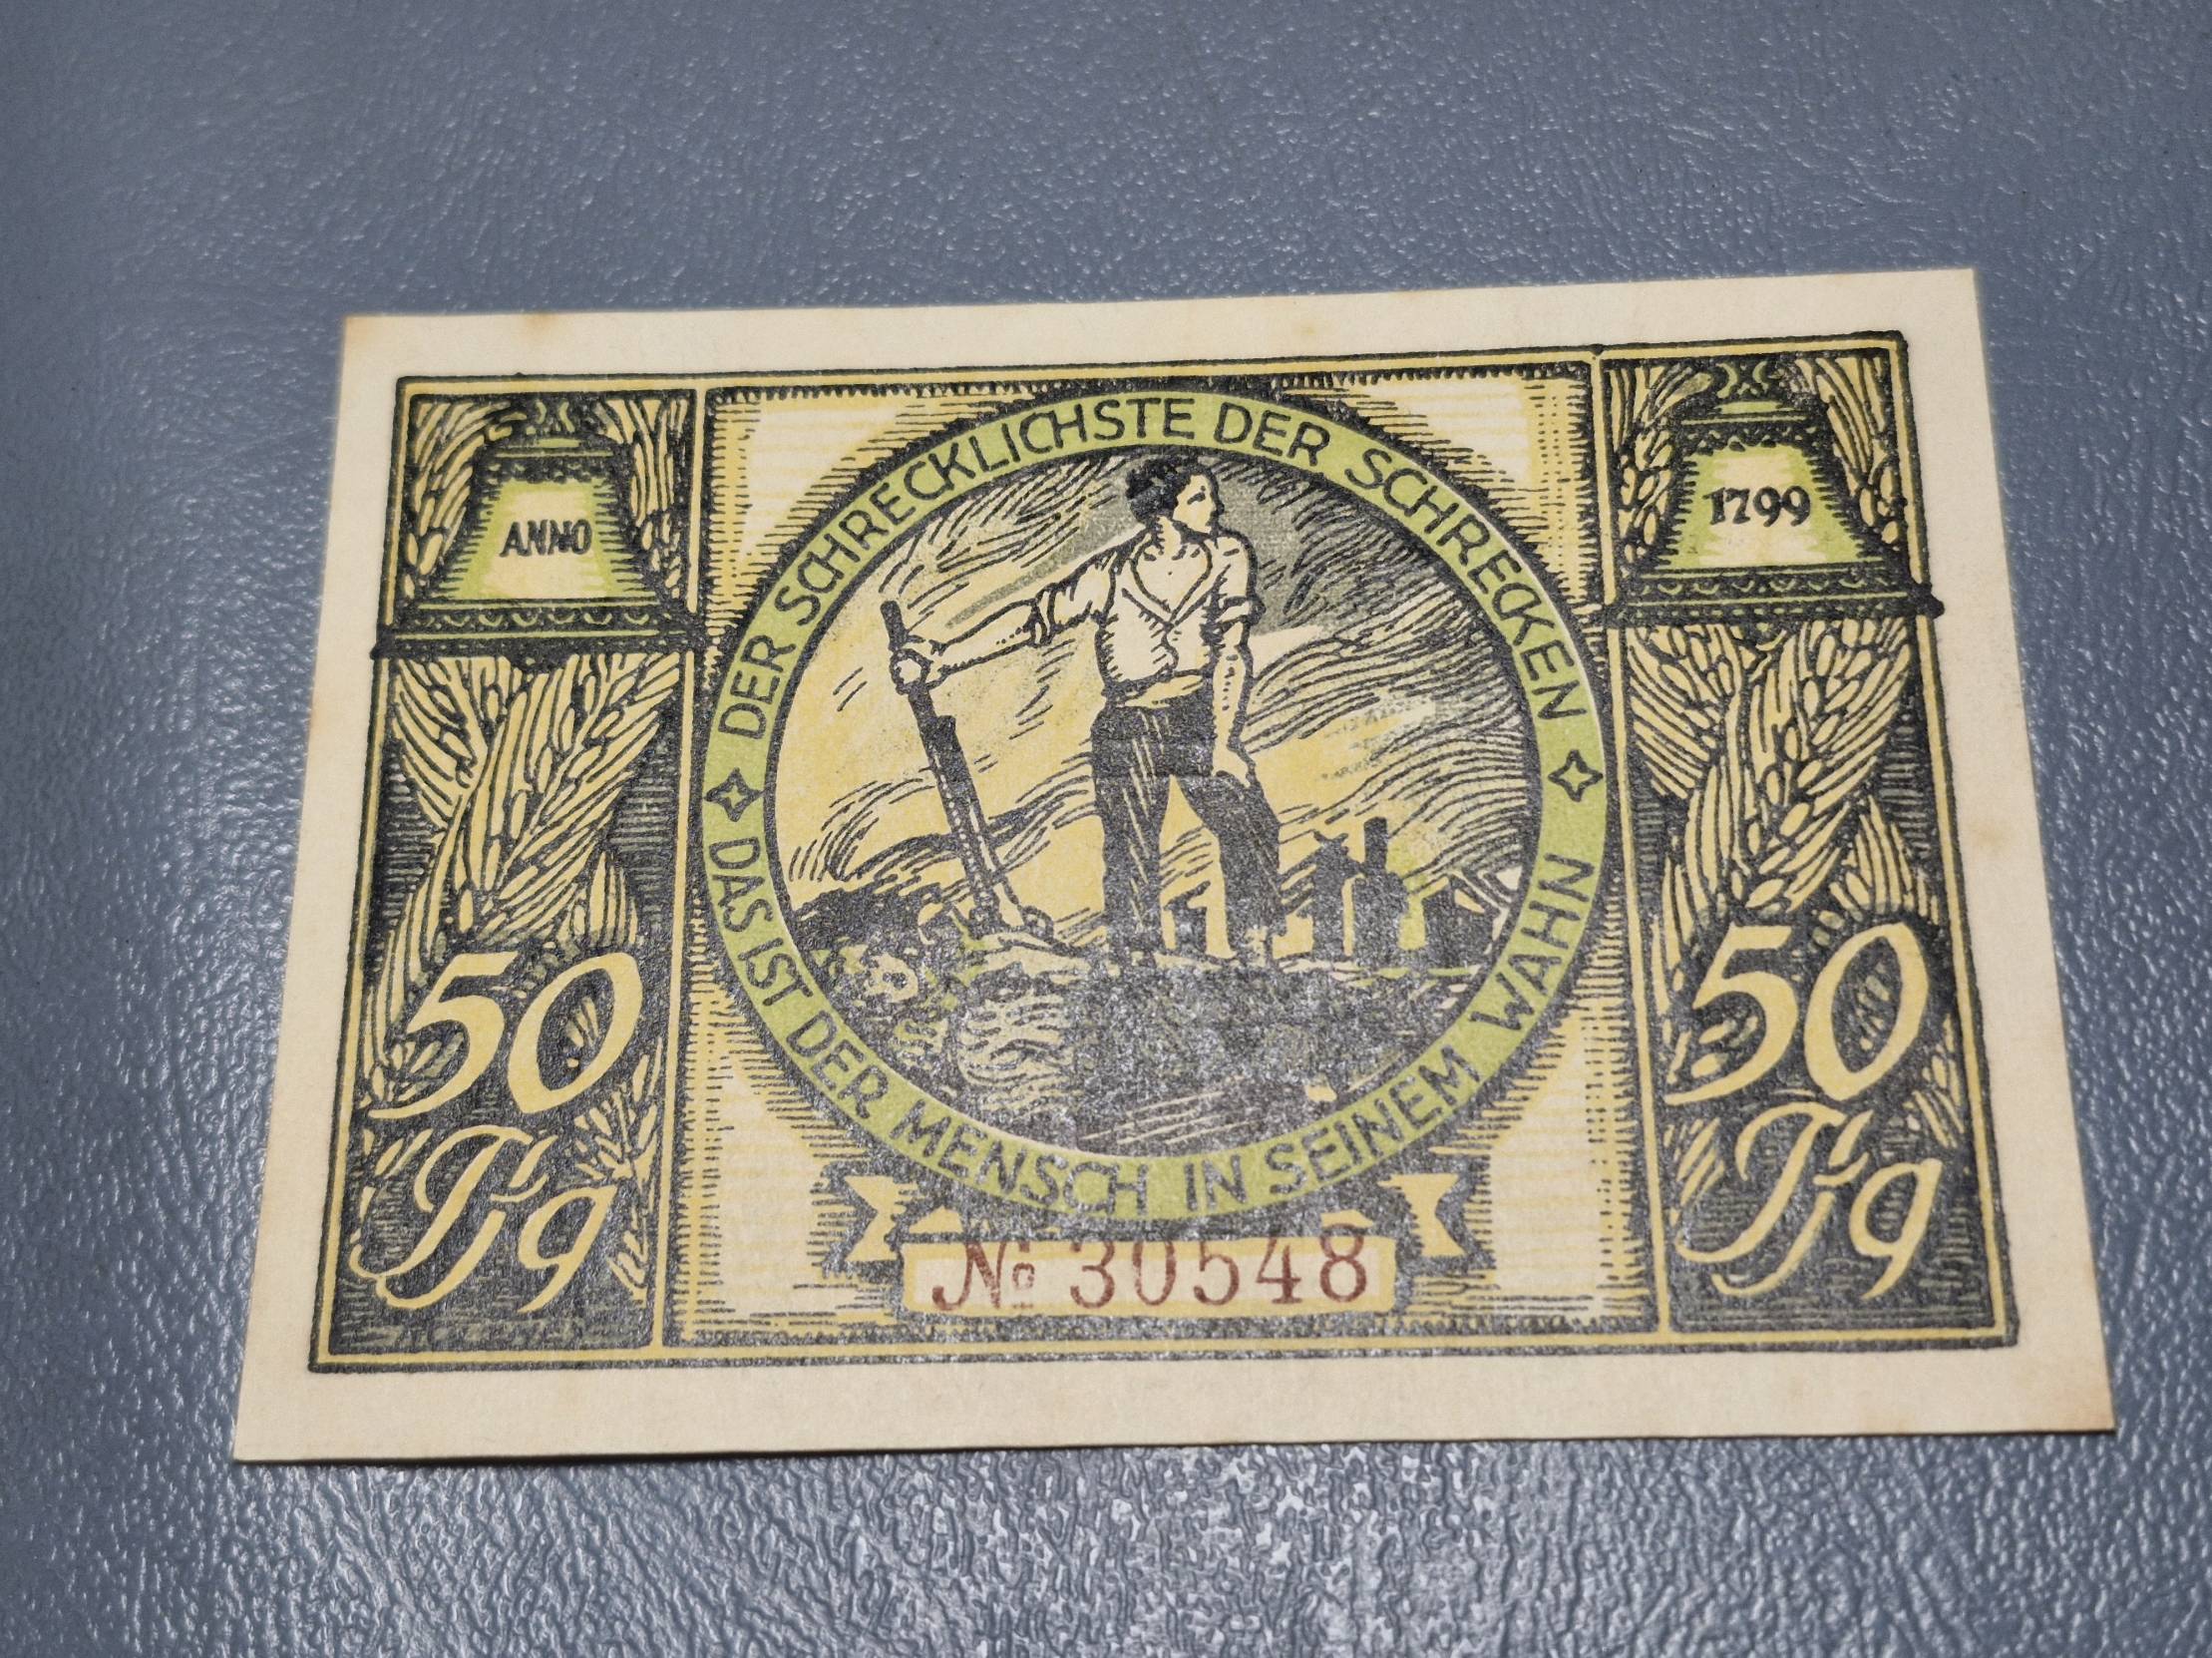 ANNO
1799
DER SCHRECKLICHSTE DER SCHRECKEN
DAS IST DER MENSCH IN SEINEM WAHN
50
Pfg
50
Pfg
No 30548